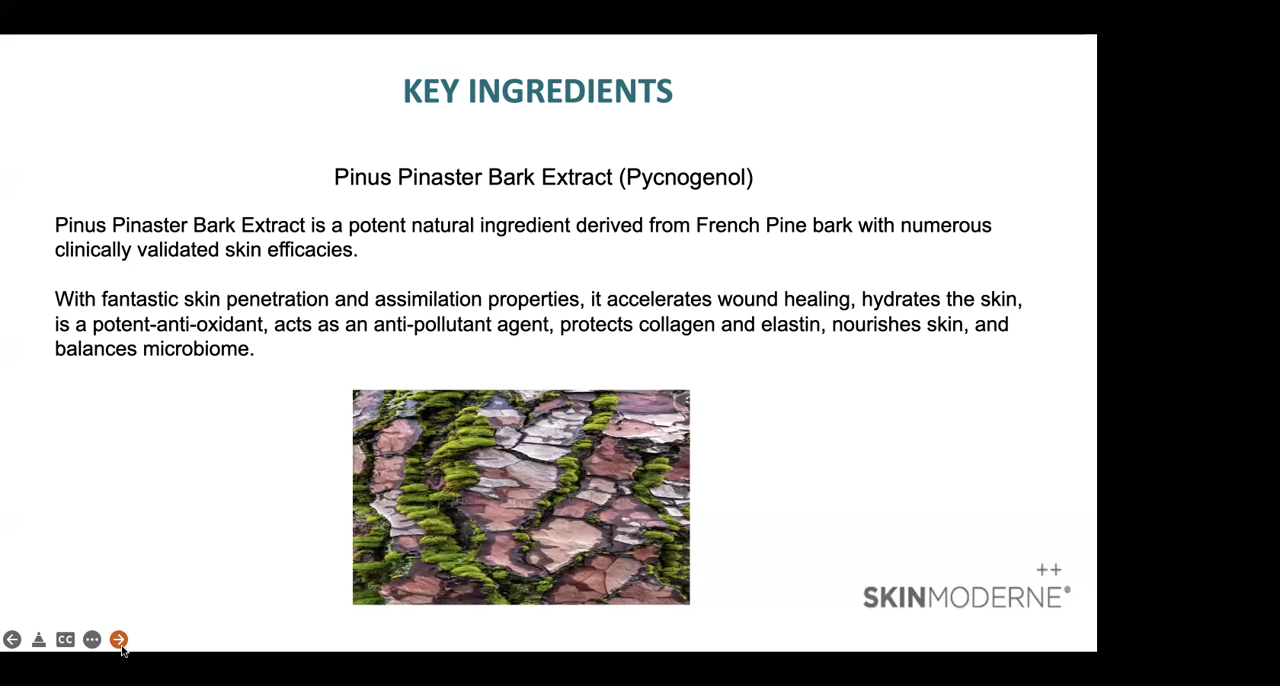 KEY INGREDIENTS
Pinus Pinaster Bark Extract (Pycnogenol)
Pinus Pinaster Bark Extract is a potent natural ingredient derived from French Pine bark with numerous
clinically validated skin efficacies.
With fantastic skin penetration and assimilation properties, it accelerates wound healing, hydrates the skin,
is a potent-anti-oxidant, acts as an anti-pollutant agent, protects collagen and elastin, nourishes skin, and
balances microbiome.
++
SKINMODERNE®
CC